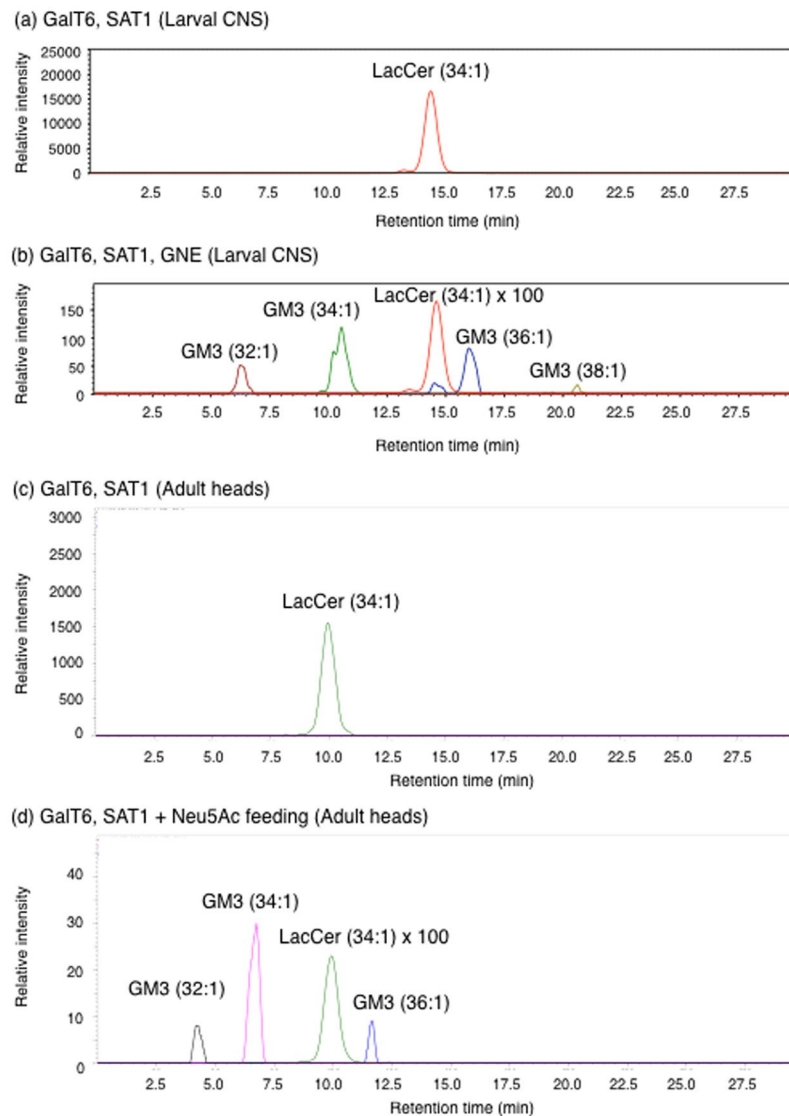 (a) GalT6, SAT1 (Larval CNS)
25000
20000
15000
10000
5000
0
Relative intensity
LacCer (34:1)
2.5 5.0 7.5 10.0 12.5 15.0 17.5 20.0 22.5 25.0 27.5
Retention time (min)
(b) GalT6, SAT1, GNE (Larval CNS)
150
100
50
0
Relative intensity
GM3 (32:1)
GM3 (34:1)
LacCer (34:1) x 100
GM3 (36:1)
GM3 (38:1)
2.5 5.0 7.5 10.0 12.5 15.0 17.5 20.0 22.5 25.0 27.5
Retention time (min)
(c) GalT6, SAT1 (Adult heads)
3000
2500
2000
1500
1000
500
0
Relative intensity
LacCer (34:1)
2.5 5.0 7.5 10.0 12.5 15.0 17.5 20.0 22.5 25.0 27.5
Retention time (min)
(d) GalT6, SAT1 + Neu5Ac feeding (Adult heads)
40
30
20
10
0
Relative intensity
GM3 (32:1)
GM3 (34:1)
LacCer (34:1) x 100
GM3 (36:1)
2.5 5.0 7.5 10.0 12.5 15.0 17.5 20.0 22.5 25.0 27.5
Retention time (min)